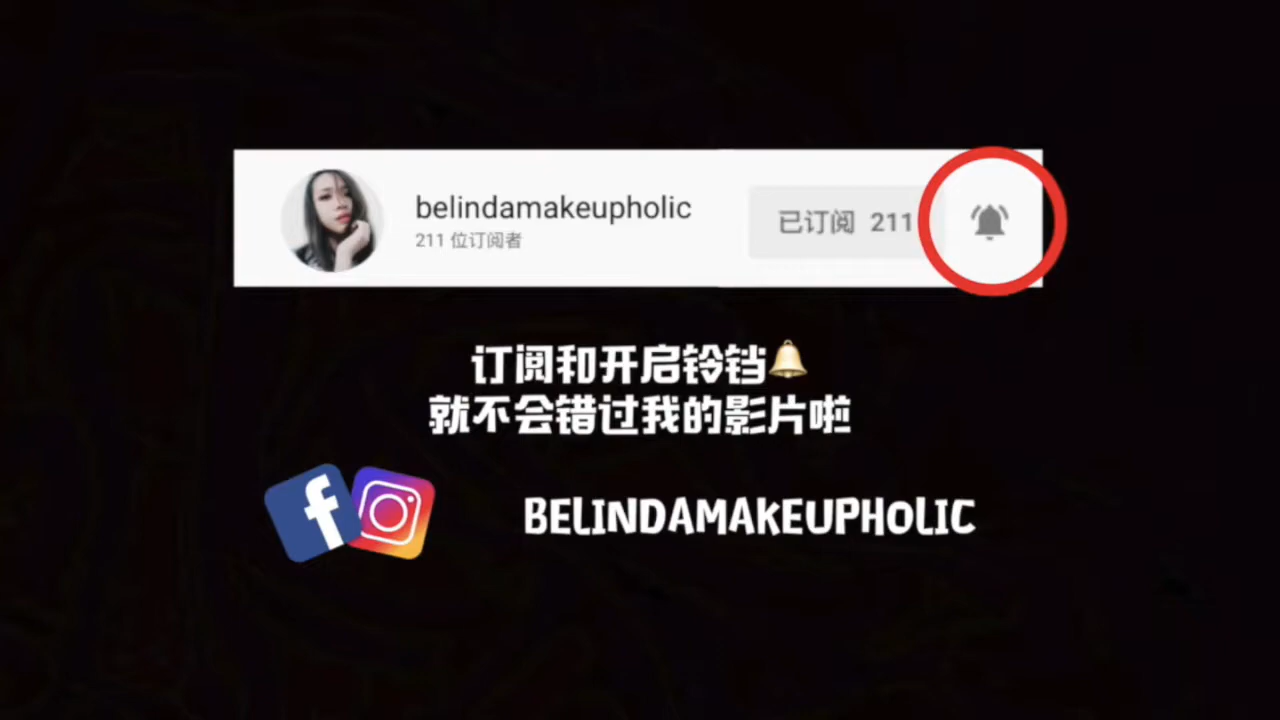 belindamakeupholic
211 位订阅者
已订阅 211
订阅和开启铃铛🔔
就不会错过我的影片啦
BELINDAMAKEUPHOLIC